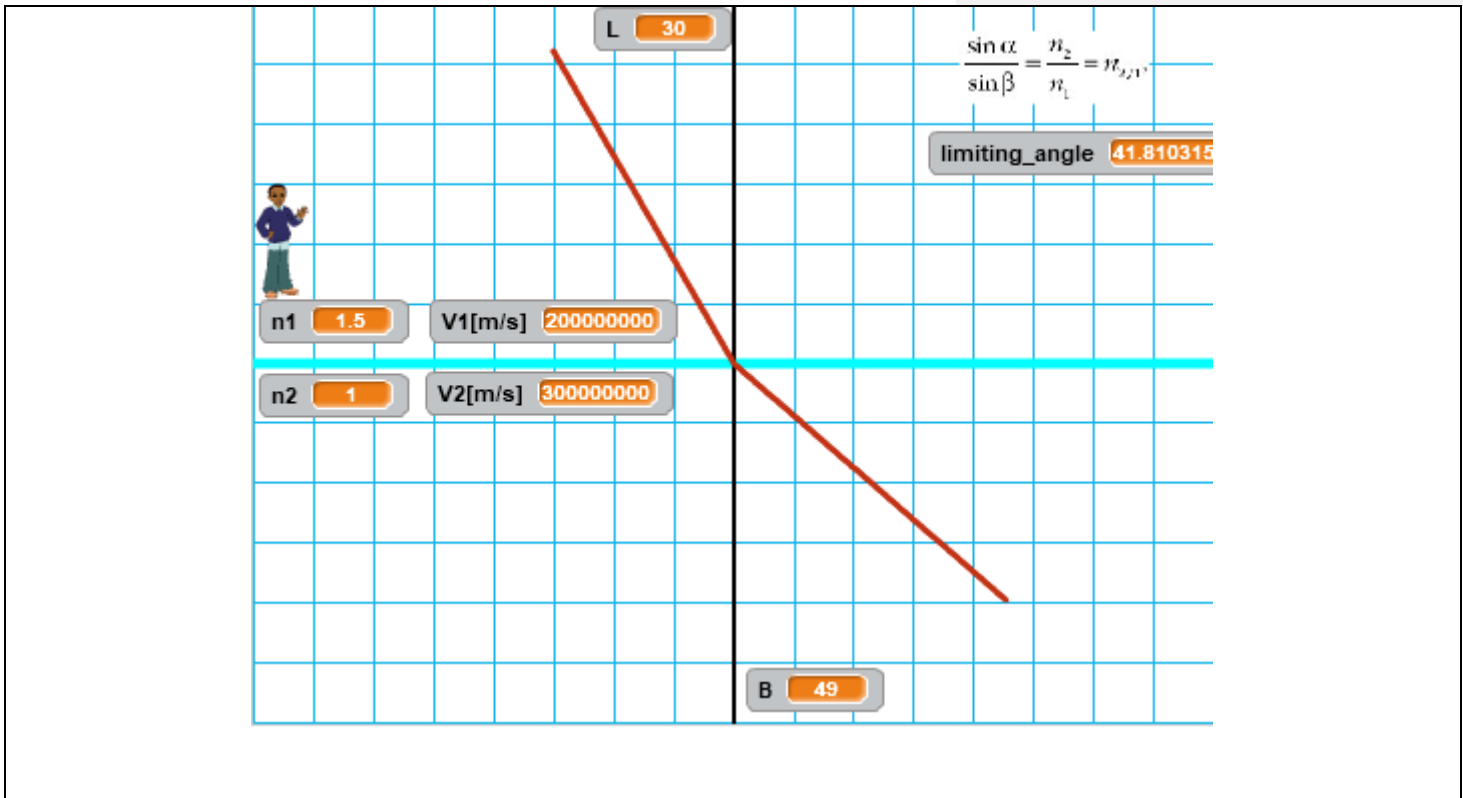 L 30
sin α / sin β = n₂ / n₁ = n₂/₁,
limiting_angle 41.810315
n1 1.5 V1[m/s] 200000000
n2 1 V2[m/s] 300000000
B 49